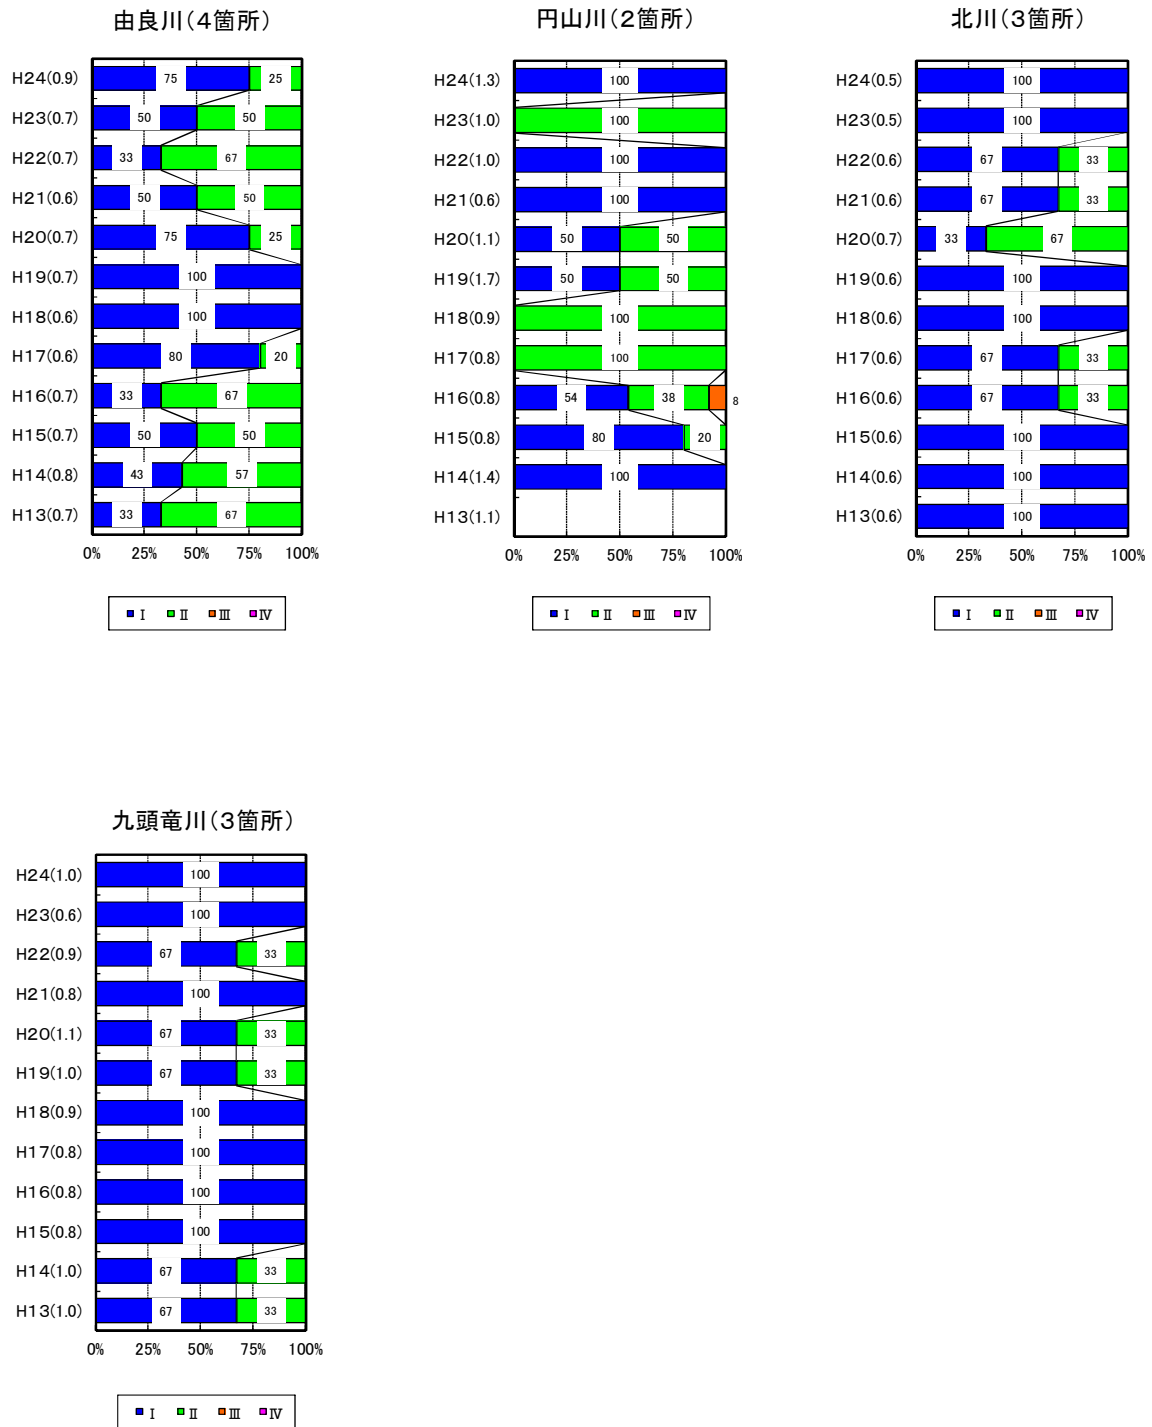 由良川(4箇所)
H24(0.9) 75 25
H23(0.7) 50 50
H22(0.7) 33 67
H21(0.6) 50 50
H20(0.7) 75 25
H19(0.7) 100
H18(0.6) 100
H17(0.6) 80 20
H16(0.7) 33 67
H15(0.7) 50 50
H14(0.8) 43 57
H13(0.7) 33 67
0% 25% 50% 75% 100%
Ⅰ Ⅱ Ⅲ Ⅳ
円山川(2箇所)
H24(1.3) 100
H23(1.0) 100
H22(1.0) 100
H21(0.6) 100
H20(1.1) 50 50
H19(1.7) 50 50
H18(0.9) 100
H17(0.8) 100
H16(0.8) 54 38 8
H15(0.8) 80 20
H14(1.4) 100
H13(1.1)
0% 25% 50% 75% 100%
Ⅰ Ⅱ Ⅲ Ⅳ
北川(3箇所)
H24(0.5) 100
H23(0.5) 100
H22(0.6) 67 33
H21(0.6) 67 33
H20(0.7) 33 67
H19(0.6) 100
H18(0.6) 100
H17(0.6) 67 33
H16(0.6) 67 33
H15(0.6) 100
H14(0.6) 100
H13(0.6) 100
0% 25% 50% 75% 100%
Ⅰ Ⅱ Ⅲ Ⅳ
九頭竜川(3箇所)
H24(1.0) 100
H23(0.6) 100
H22(0.9) 67 33
H21(0.8) 100
H20(1.1) 67 33
H19(1.0) 67 33
H18(0.9) 100
H17(0.8) 100
H16(0.8) 100
H15(0.8) 100
H14(1.0) 67 33
H13(1.0) 67 33
0% 25% 50% 75% 100%
Ⅰ Ⅱ Ⅲ Ⅳ